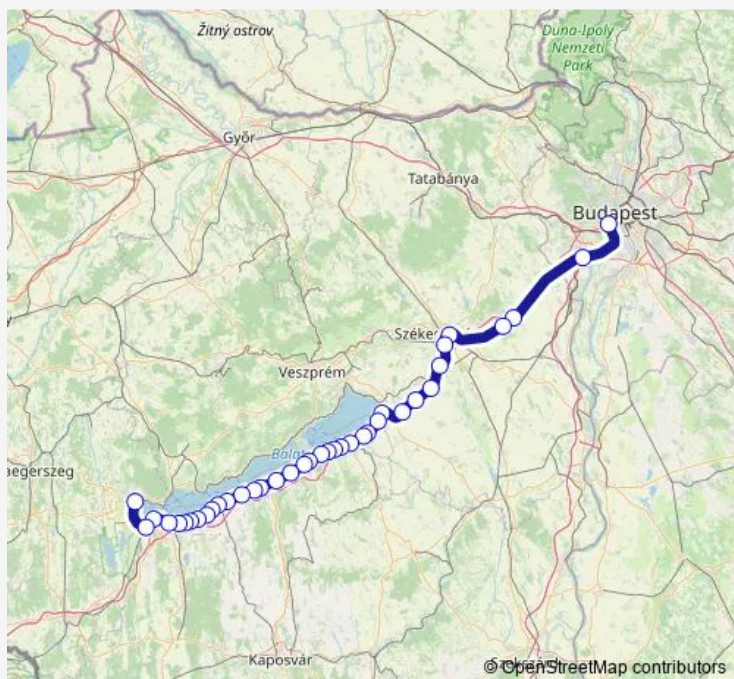 Žitný ostrov
Duna-Ipoly
Nemzeti
Park
Győr
Tatabánya
Budapest
Veszprém
aegerszeg
Kaposvár
© OpenStreetMap contributors